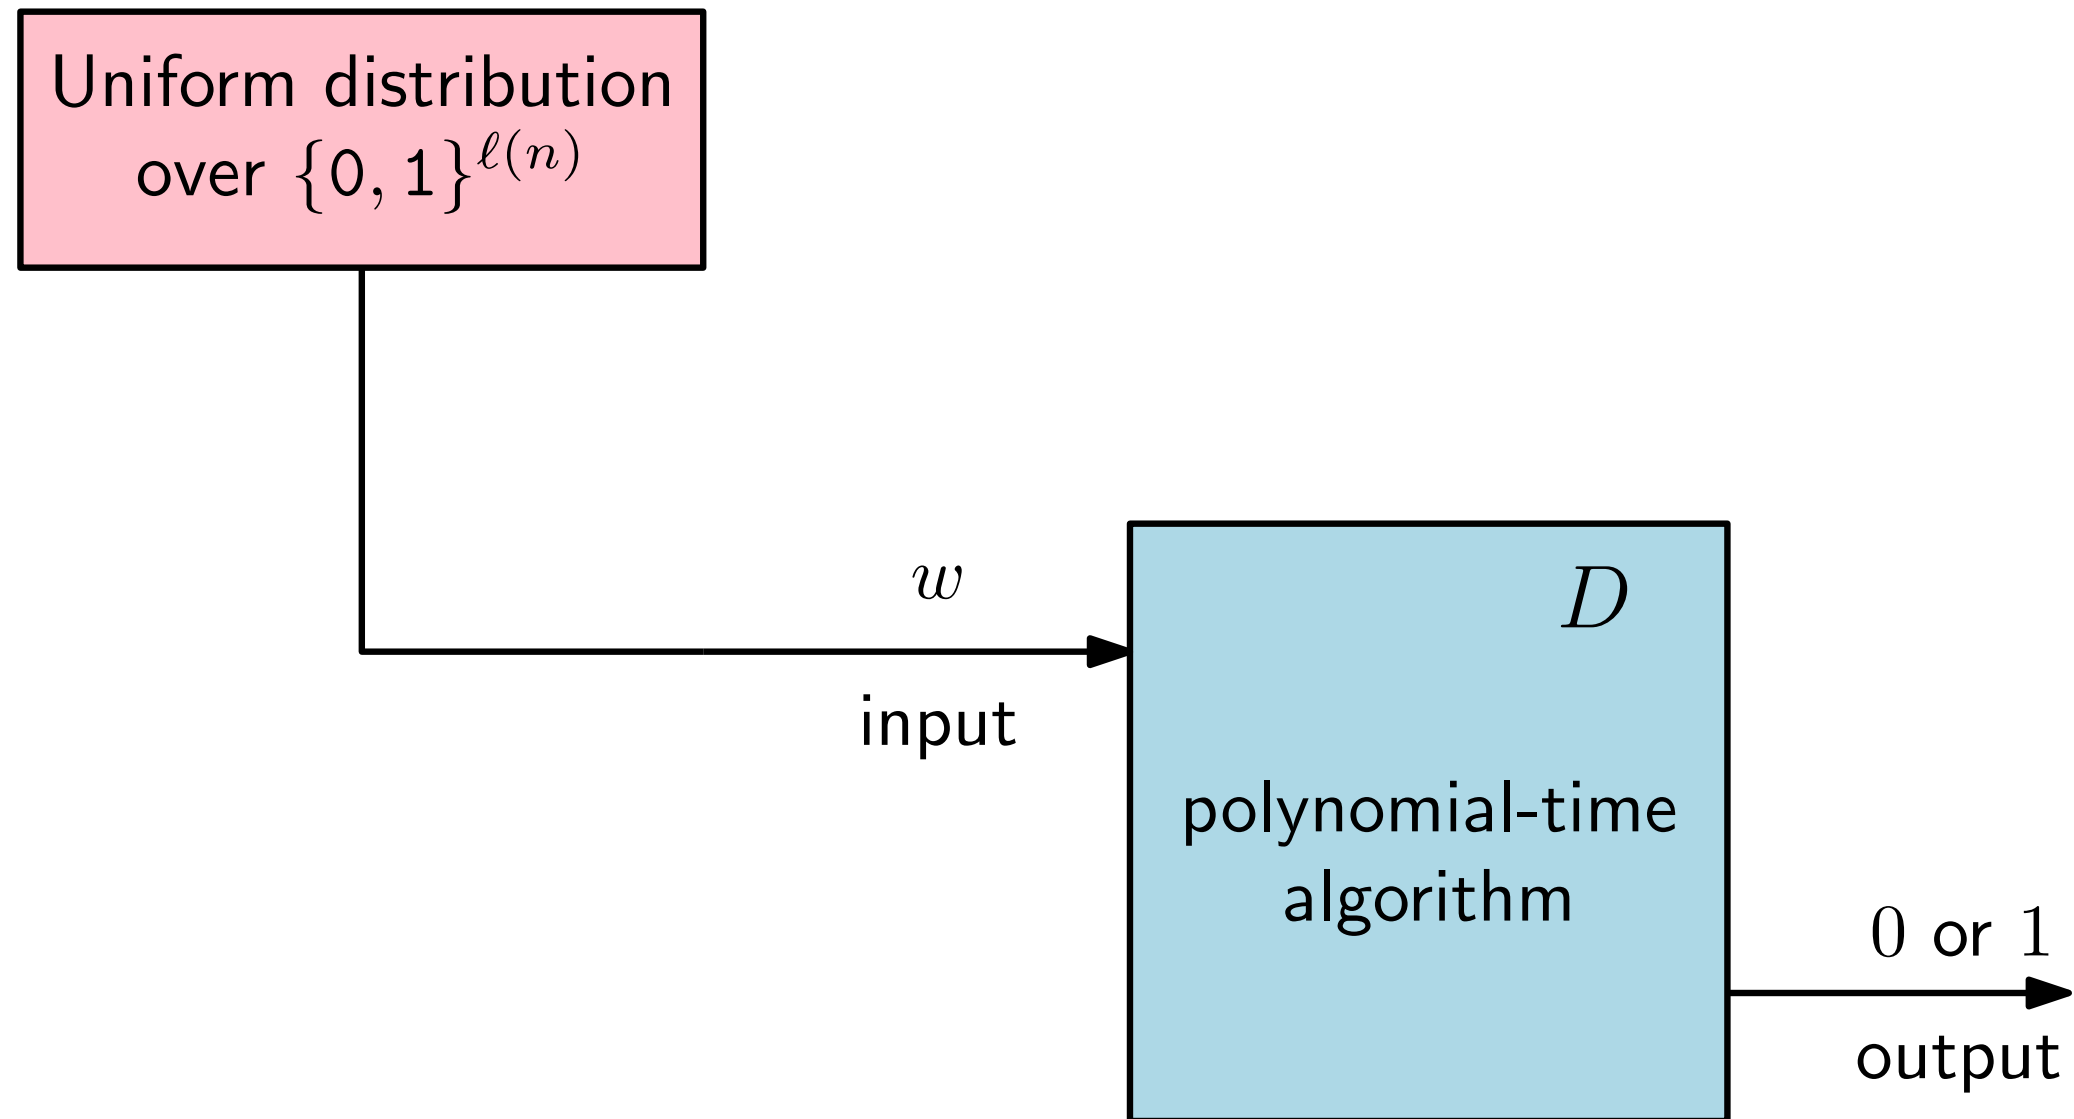 Uniform distribution
over {0, 1}^{ℓ(n)}
w
input
D
polynomial-time
algorithm
0 or 1
output